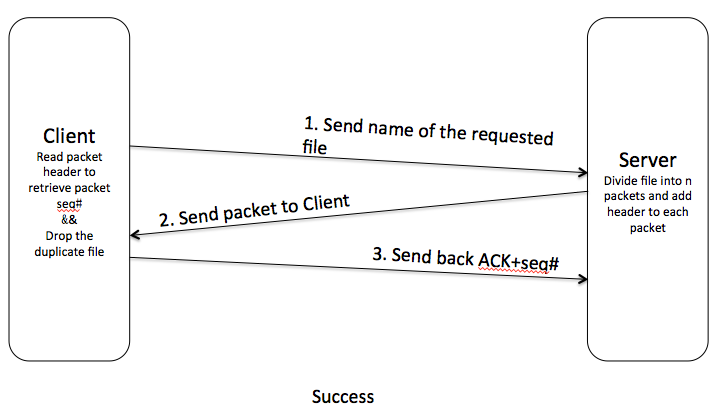 Client
Read packet
header to
retrieve packet
seq#
&&
Drop the
duplicate file
1. Send name of the requested
file
2. Send packet to Client
3. Send back ACK+seq#
Server
Divide file into n
packets and add
header to each
packet
Success